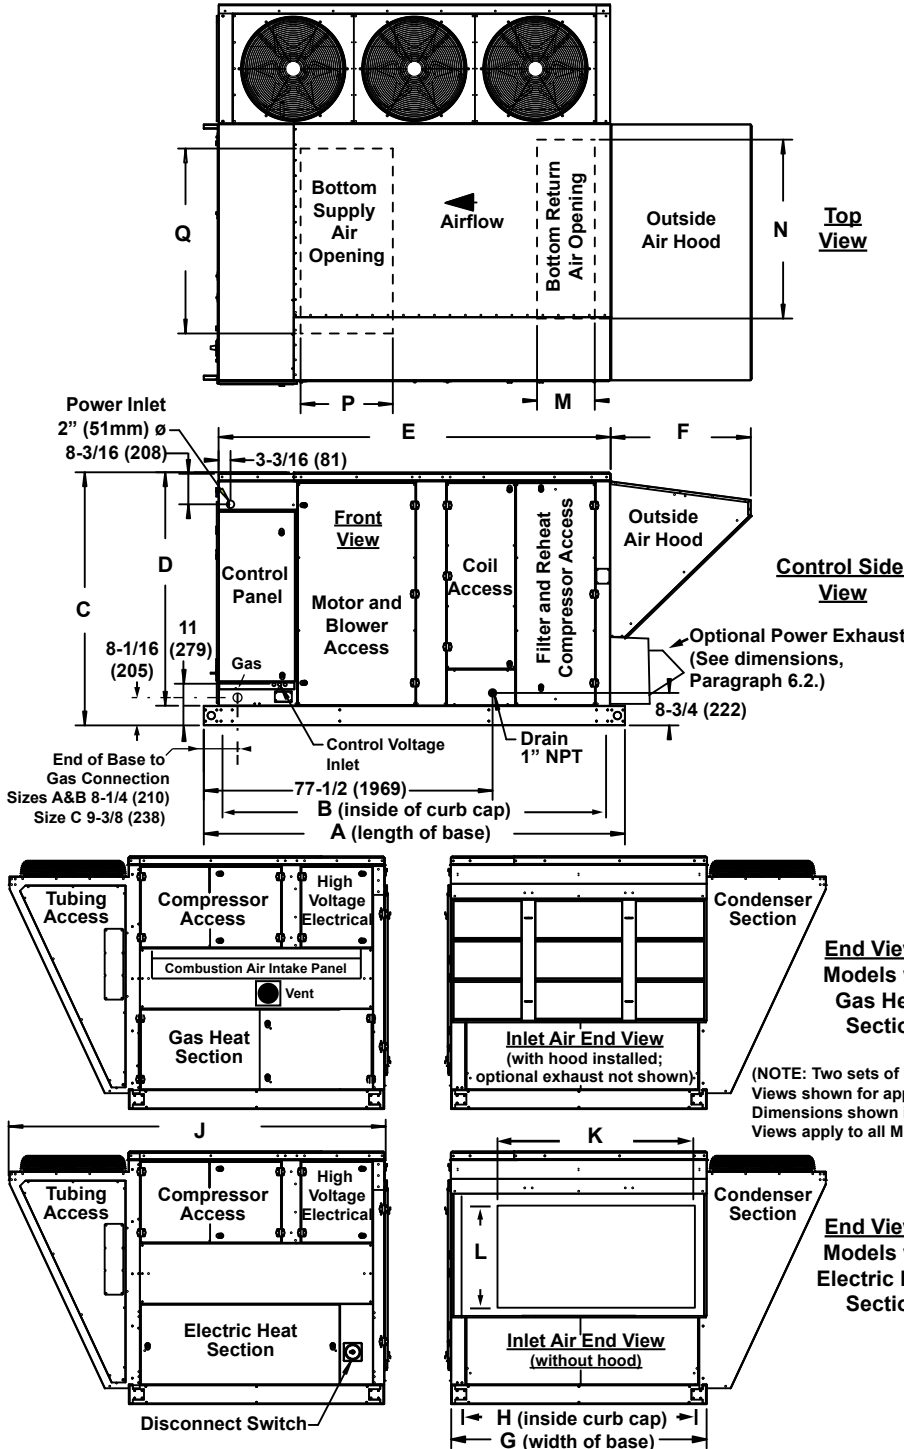 Bottom
Supply
Air
Opening
Airflow
Bottom Return
Air Opening
Outside
Air Hood
Q
N
Top
View
P
M
Power Inlet
2” (51mm) ø
8-3/16 (208)
3-3/16 (81)
E
F
Front
View
Control
Panel
Motor and
Blower
Access
Coil
Access
Filter and Reheat
Compressor Access
Outside
Air Hood
Control Side
View
C
D
11
(279)
8-1/16
(205)
Gas
Optional Power Exhaust
(See dimensions,
Paragraph 6.2.)
8-3/4 (222)
Control Voltage
Inlet
Drain
1” NPT
End of Base to
Gas Connection
Sizes A&B 8-1/4 (210)
Size C 9-3/8 (238)
77-1/2 (1969)
B (inside of curb cap)
A (length of base)
Tubing
Access
Compressor
Access
High
Voltage
Electrical
Combustion Air Intake Panel
Vent
Gas Heat
Section
Condenser
Section
Inlet Air End View
(with hood installed;
optional exhaust not shown)
End View
Models
Gas He
Sectio
(NOTE: Two sets of
Views shown for app
Dimensions shown
Views apply to all M
J
K
Tubing
Access
Compressor
Access
High
Voltage
Electrical
Electric Heat
Section
Disconnect Switch
L
Condenser
Section
Inlet Air End View
(without hood)
H (inside curb cap)
G (width of base)
End View
Models
Electric
Sectio